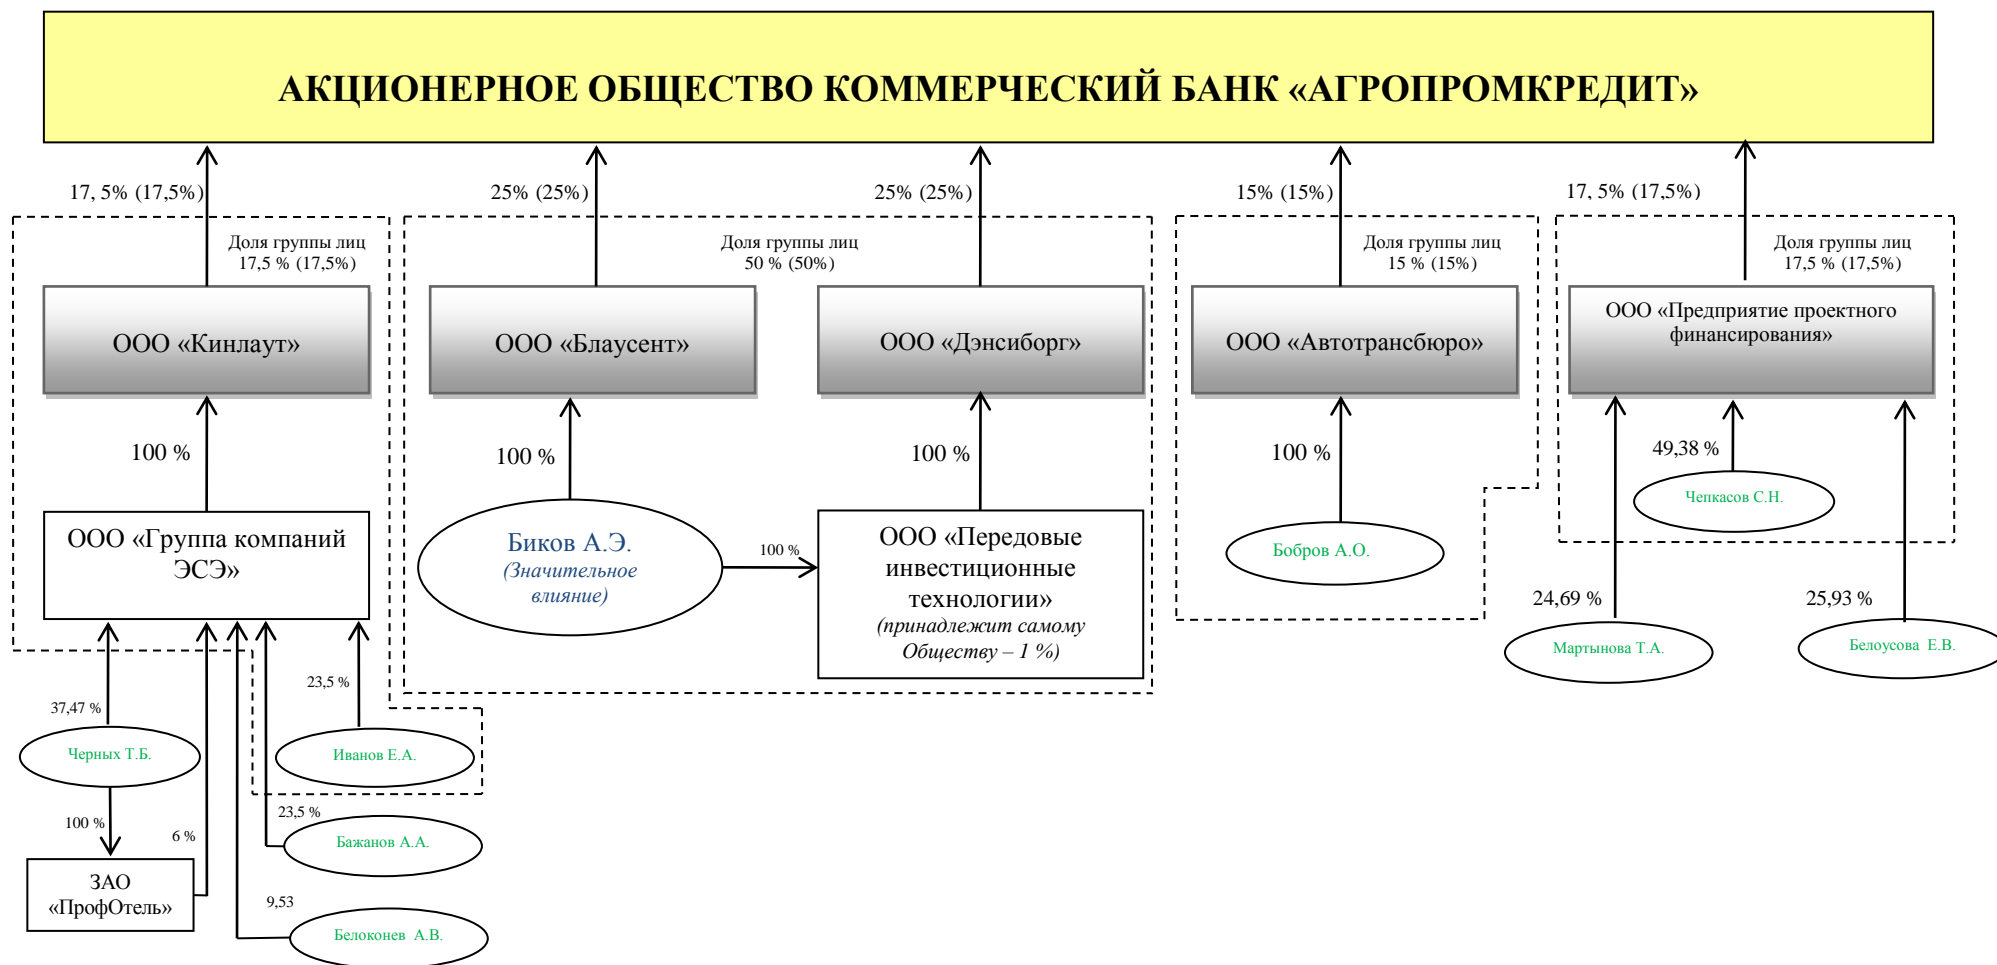 АКЦИОНЕРНОЕ ОБЩЕСТВО КОММЕРЧЕСКИЙ БАНК «АГРОПРОМКРЕДИТ»
17, 5% (17,5%)
25% (25%)
25% (25%)
15% (15%)
17, 5% (17,5%)
Доля группы лиц
17,5 % (17,5%)
Доля группы лиц
50 % (50%)
Доля группы лиц
15 % (15%)
Доля группы лиц
17,5 % (17,5%)
ООО «Кинлаут»
ООО «Блаусент»
ООО «Дэнсиборг»
ООО «Автотрансбюро»
ООО «Предприятие проектного
финансирования»
100 %
100 %
100 %
100 %
49,38 %
Чепкасов С.Н.
ООО «Группа компаний
ЭСЭ»
Биков А.Э.
(Значительное
влияние)
100 %
ООО «Передовые
инвестиционные
технологии»
(принадлежит самому
Обществу – 1 %)
Бобров А.О.
24,69 %
25,93 %
Мартынова Т.А.
Белоусова Е.В.
37,47 %
23,5 %
Черных Т.Б.
Иванов Е.А.
100 %
6 %
23,5 %
Бажанов А.А.
ЗАО
«ПрофОтель»
9,53
Белоконев А.В.